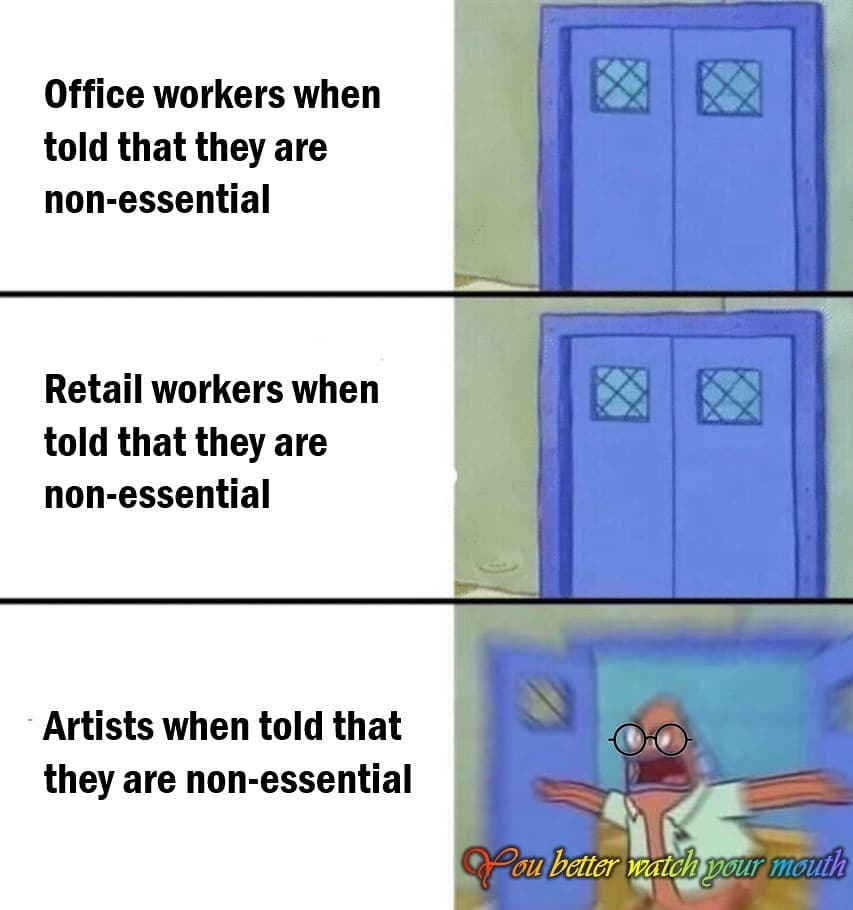 Office workers when
told that they are
non-essential
Retail workers when
told that they are
non-essential
Artists when told that
they are non-essential
You better watch your mouth